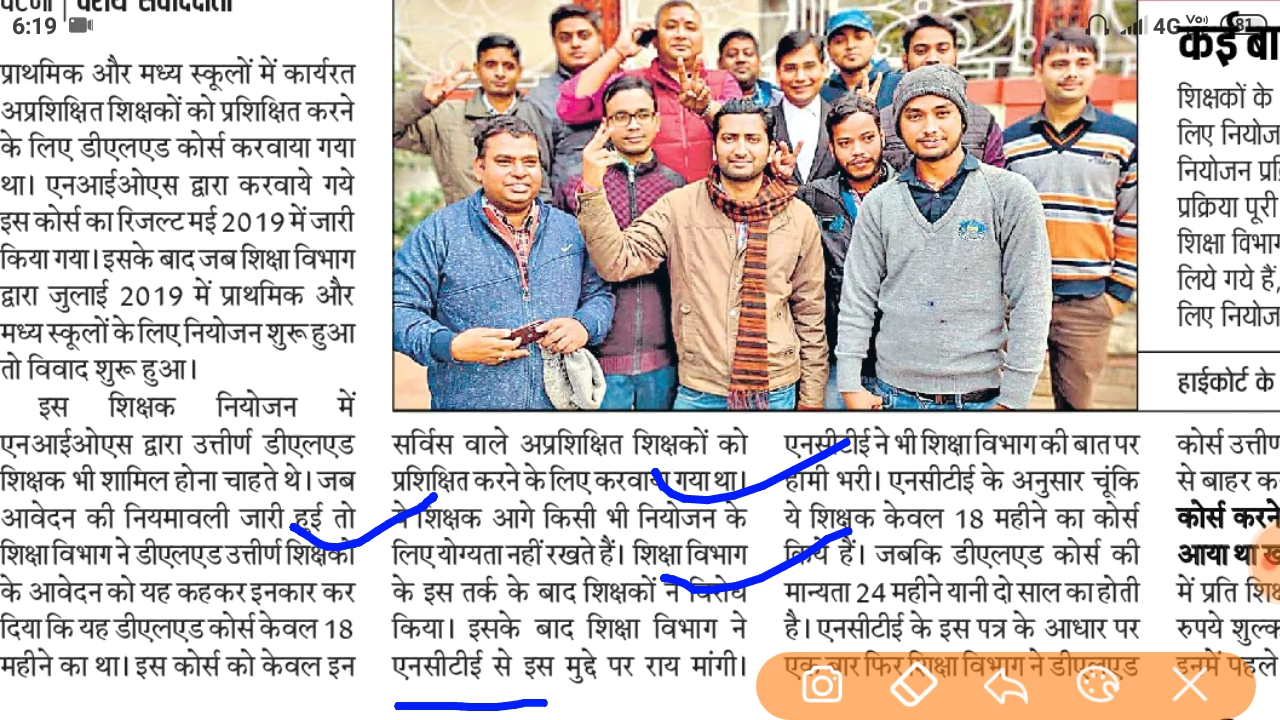 6:19
4G
81
प्राथमिक और मध्य स्कूलों में कार्यरत
अप्रशिक्षित शिक्षकों को प्रशिक्षित करने
के लिए डीएलएड कोर्स करवाया गया
था। एनआईओएस द्वारा करवाये गये
इस कोर्स का रिजल्ट मई 2019 में जारी
किया गया। इसके बाद जब शिक्षा विभाग
द्वारा जुलाई 2019 में प्राथमिक और
मध्य स्कूलों के लिए नियोजन शुरू हुआ
तो विवाद शुरू हुआ।
इस शिक्षक नियोजन में
एनआईओएस द्वारा उत्तीर्ण डीएलएड
शिक्षक भी शामिल होना चाहते थे। जब
आवेदन की नियमावली जारी हुई तो
शिक्षा विभाग ने डीएलएड उत्तीर्ण शिक्षकों
के आवेदन को यह कहकर इनकार कर
दिया कि यह डीएलएड कोर्स केवल 18
महीने का था। इस कोर्स को केवल इन
सर्विस वाले अप्रशिक्षित शिक्षकों को
प्रशिक्षित करने के लिए करवाया गया था।
ये शिक्षक आगे किसी भी नियोजन के
लिए योग्यता नहीं रखते हैं। शिक्षा विभाग
के इस तर्क के बाद शिक्षकों ने विरोध
किया। इसके बाद शिक्षा विभाग ने
एनसीटीई से इस मुद्दे पर राय मांगी।
एनसीटीई ने भी शिक्षा विभाग की बात पर
हामी भरी। एनसीटीई के अनुसार चूंकि
ये शिक्षक केवल 18 महीने का कोर्स
किये हैं। जबकि डीएलएड कोर्स की
मान्यता 24 महीने यानी दो साल का होती
है। एनसीटीई के इस पत्र के आधार पर
एक बार फिर शिक्षा विभाग ने डीएलएड
कई बा
शिक्षकों के
लिए नियोज
नियोजन प्र
प्रक्रिया पूरी
शिक्षा विभाग
लिये गये हैं,
लिए नियोज
हाईकोर्ट के
कोर्स उत्तीर्ण
से बाहर क
कोर्स करने
आया था
में प्रति शि
रुपये शुल्क
इनमें पहले